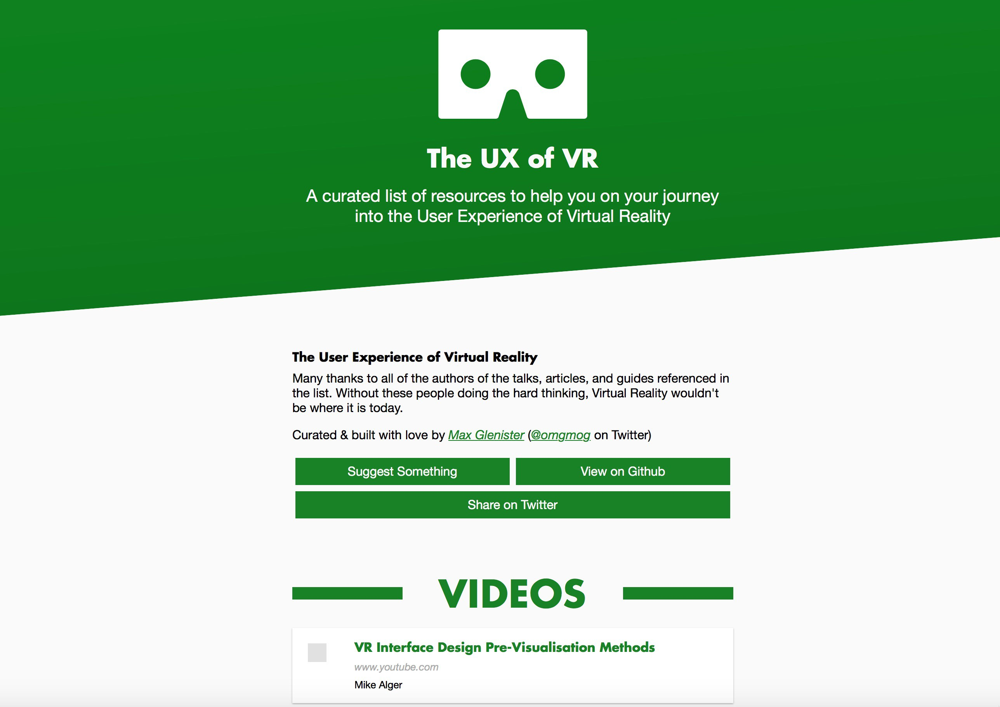 The UX of VR
A curated list of resources to help you on your journey
into the User Experience of Virtual Reality
The User Experience of Virtual Reality
Many thanks to all of the authors of the talks, articles, and guides referenced in
the list. Without these people doing the hard thinking, Virtual Reality wouldn't
be where it is today.
Curated & built with love by Max Glenister (@omgmog on Twitter)
Suggest Something
View on Github
Share on Twitter
VIDEOS
VR Interface Design Pre-Visualisation Methods
www.youtube.com
Mike Alger